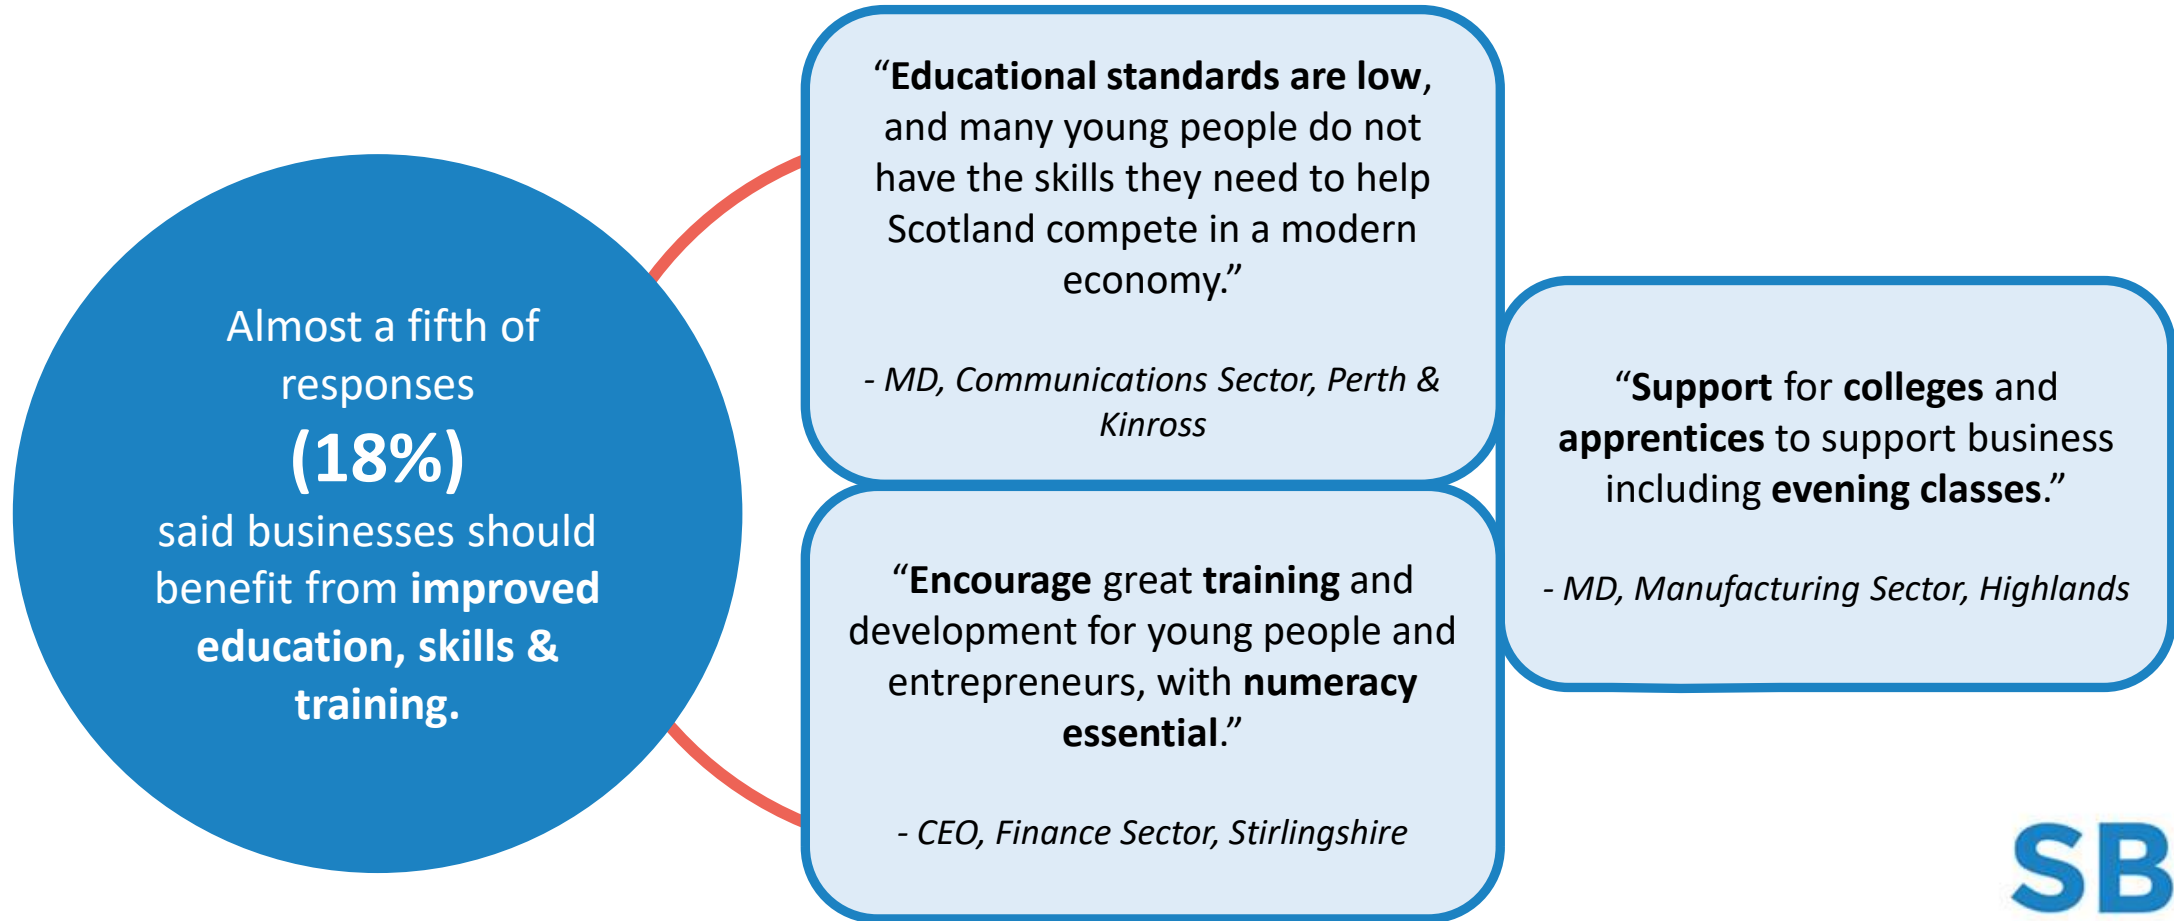 Almost a fifth of
responses
(18%)
said businesses should
benefit from improved
education, skills &
training.
“Educational standards are low,
and many young people do not
have the skills they need to help
Scotland compete in a modern
economy.”
- MD, Communications Sector, Perth &
Kinross
“Encourage great training and
development for young people and
entrepreneurs, with numeracy
essential.”
- CEO, Finance Sector, Stirlingshire
“Support for colleges and
apprentices to support business
including evening classes.”
- MD, Manufacturing Sector, Highlands
SB